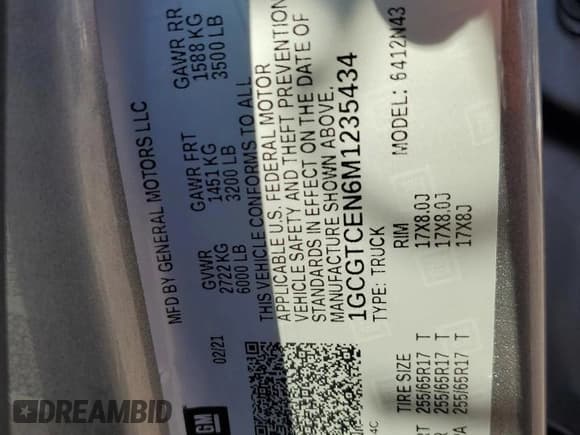 MFD BY GENERAL MOTORS LLC
02/21 GVWR GAWR FRT GAWR RR
2722 KG 1451 KG 1588 KG
6000 LB 3200 LB 3500 LB
THIS VEHICLE CONFORMS TO ALL
APPLICABLE U.S. FEDERAL MOTOR
VEHICLE SAFETY AND THEFT PREVENTION
STANDARDS IN EFFECT ON THE DATE OF
MANUFACTURE SHOWN ABOVE.
1GCGTCEN6M1235434
TYPE: TRUCK MODEL: 6412N43
4C
TIRE SIZE RIM
RT 255/65R17 T 17X8.0J
255/65R17 T 17X8.0J
A 255/65R17 T 17X8J
GM
DREAMBID